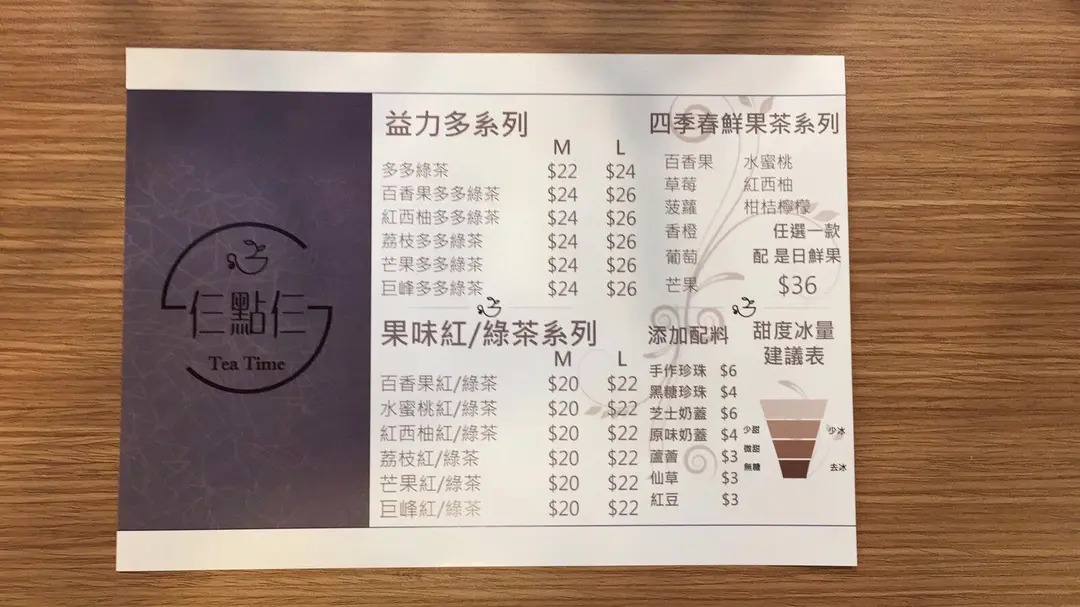 仨點仨
Tea Time
益力多系列
M L
多多綠茶 $22 $24
百香果多多綠茶 $24 $26
紅西柚多多綠茶 $24 $26
荔枝多多綠茶 $24 $26
芒果多多綠茶 $24 $26
巨峰多多綠茶 $24 $26
果味紅/綠茶系列
M L
百香果紅/綠茶 $20 $22
水蜜桃紅/綠茶 $20 $22
紅西柚紅/綠茶 $20 $22
荔枝紅/綠茶 $20 $22
芒果紅/綠茶 $20 $22
巨峰紅/綠茶 $20 $22
四季春鮮果茶系列
百香果 水蜜桃
草莓 紅西柚
菠蘿 柑桔檸檬
香橙 任選一款
葡萄 配 是日鮮果
芒果 $36
添加配料
手作珍珠 $6
黑糖珍珠 $4
芝士奶蓋 $6
原味奶蓋 $4
蘆薈 $3
仙草 $3
紅豆 $3
甜度冰量
建議表
少甜 少冰
微甜
無糖 去冰